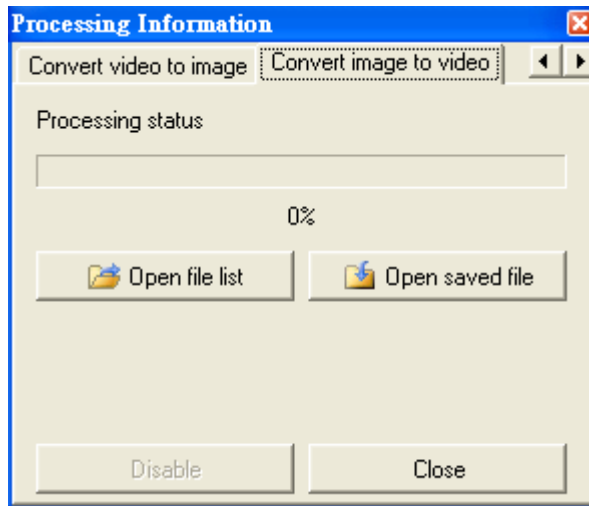 Processing Information
Convert video to image Convert image to video
Processing status
0%
Open file list Open saved file
Disable Close